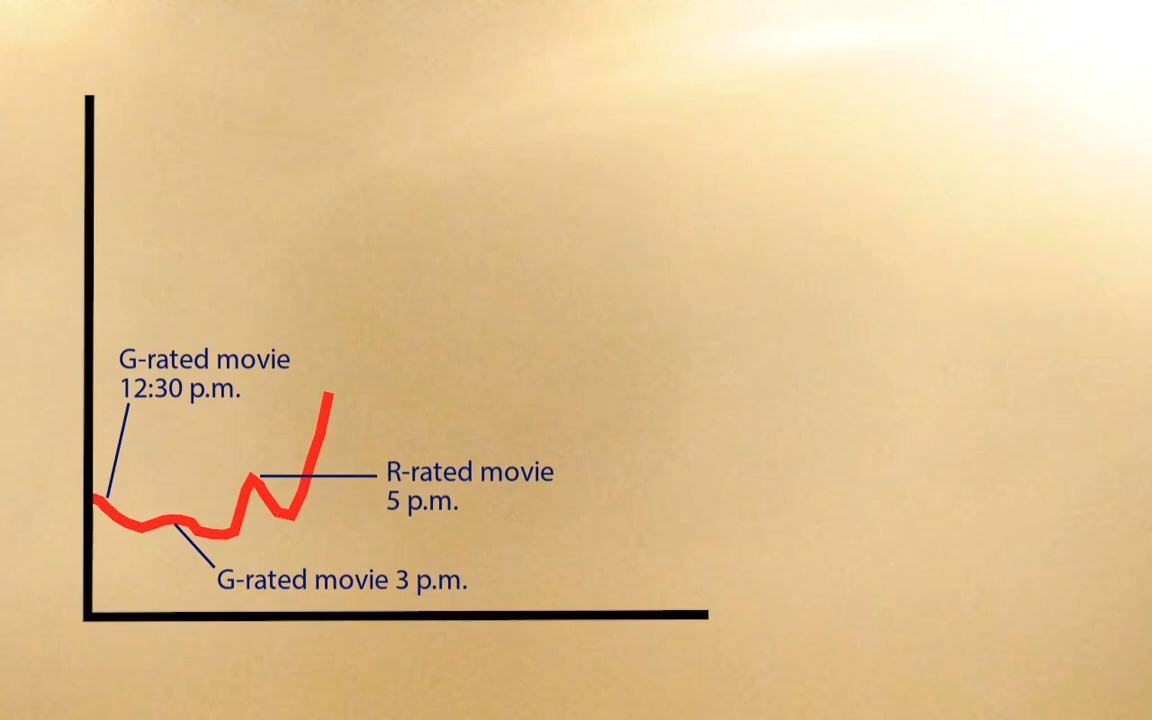 G-rated movie
12:30 p.m.
R-rated movie
5 p.m.
G-rated movie 3 p.m.